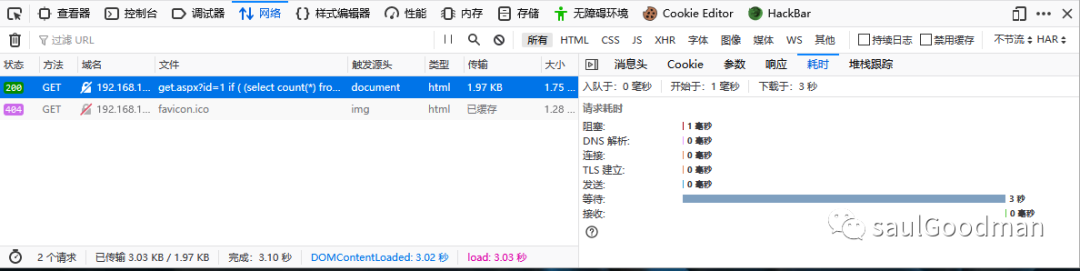 查看器 控制台 调试器 网络 样式编辑器 性能 内存 存储 无障碍环境 Cookie Editor HackBar
过滤 URL 所有 HTML CSS JS XHR 字体 图像 媒体 WS 其他 持续日志 禁用缓存 不节流 HAR
状态 方法 域名 文件 触发源头 类型 传输 大小 消息头 Cookie 参数 响应 耗时 堆栈跟踪
200 GET 192.168.1... get.aspx?id=1 if ( (select count(*) fro... document html 1.97 KB 1.75 ... 入队于：0 毫秒 开始于：1 毫秒 下载于：3 秒
404 GET 192.168.1... favicon.ico img html 已缓存 1.28 ... 请求耗时
阻塞: 1 毫秒
DNS 解析: 0 毫秒
连接: 0 毫秒
TLS 建立: 0 毫秒
发送: 0 毫秒
等待: 3 秒
接收: 0 毫秒
saulGoodman
2 个请求 已传输 3.03 KB / 1.97 KB 完成：3.10 秒 DOMContentLoaded: 3.02 秒 load: 3.03 秒